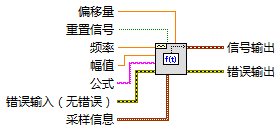 偏移量
重置信号
频率
幅值
公式
错误输入（无错误）
采样信息
f(t)
信号输出
错误输出